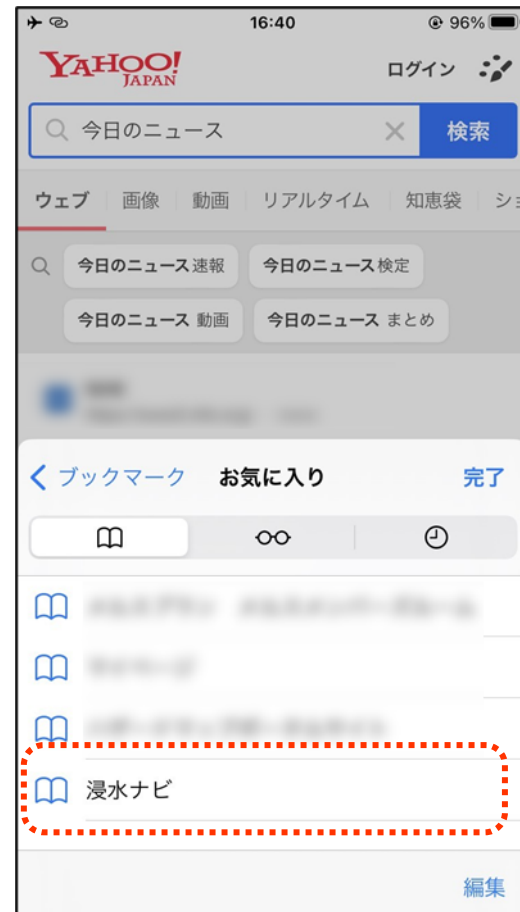 16:40
96%
YAHOO!
JAPAN
ログイン
今日のニュース
検索
ウェブ 画像 動画 リアルタイム 知恵袋 ショ
今日のニュース速報 今日のニュース検定
今日のニュース 動画 今日のニュース まとめ
ブックマーク お気に入り 完了
浸水ナビ
編集